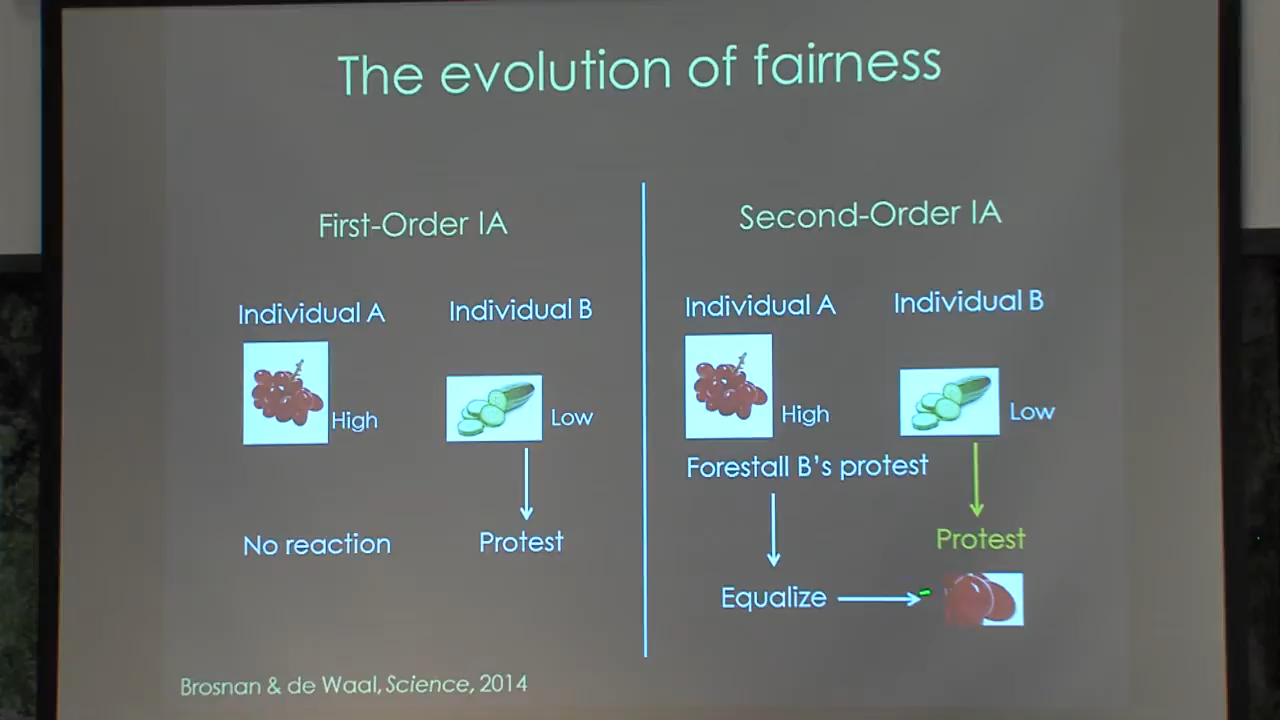 The evolution of fairness
First-Order IA
Individual A
Individual B
High
Low
No reaction
Protest
Second-Order IA
Individual A
Individual B
High
Low
Forestall B's protest
Protest
Equalize
Brosnan & de Waal, Science, 2014